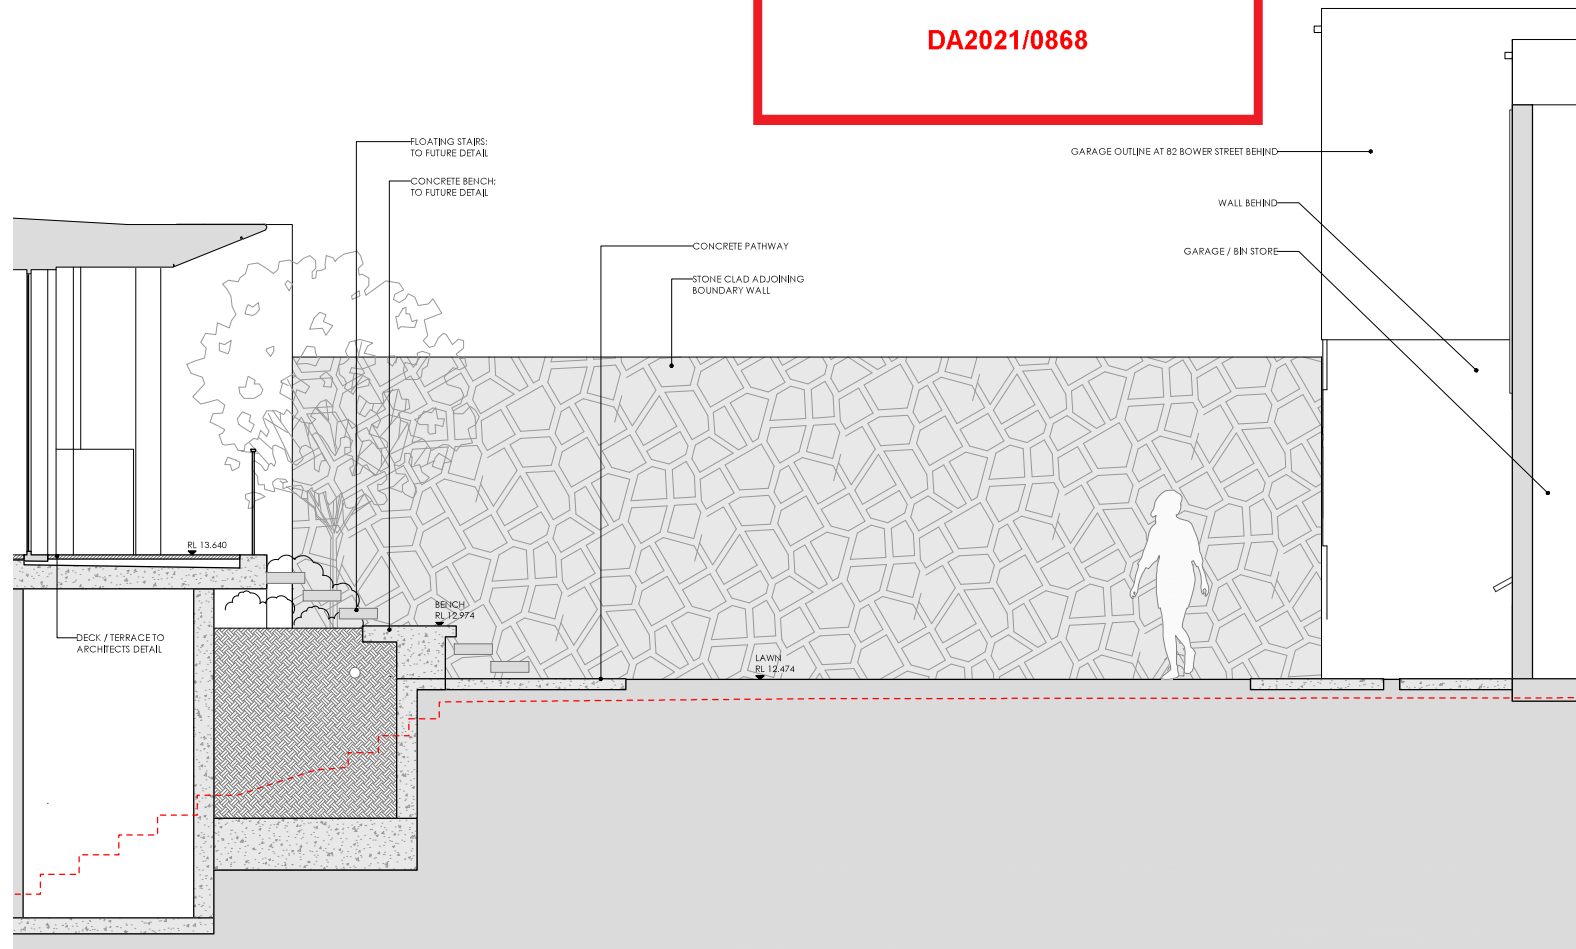 DA2021/0868
FLOATING STAIRS;
TO FUTURE DETAIL
GARAGE OUTLINE AT 82 BOWER STREET BEHIND
CONCRETE BENCH;
TO FUTURE DETAIL
WALL BEHIND
CONCRETE PATHWAY
GARAGE / BIN STORE
STONE CLAD ADJOINING
BOUNDARY WALL
RL 13.640
BENCH
RL 12.974
DECK / TERRACE TO
ARCHITECTS DETAIL
LAWN
RL 12.474